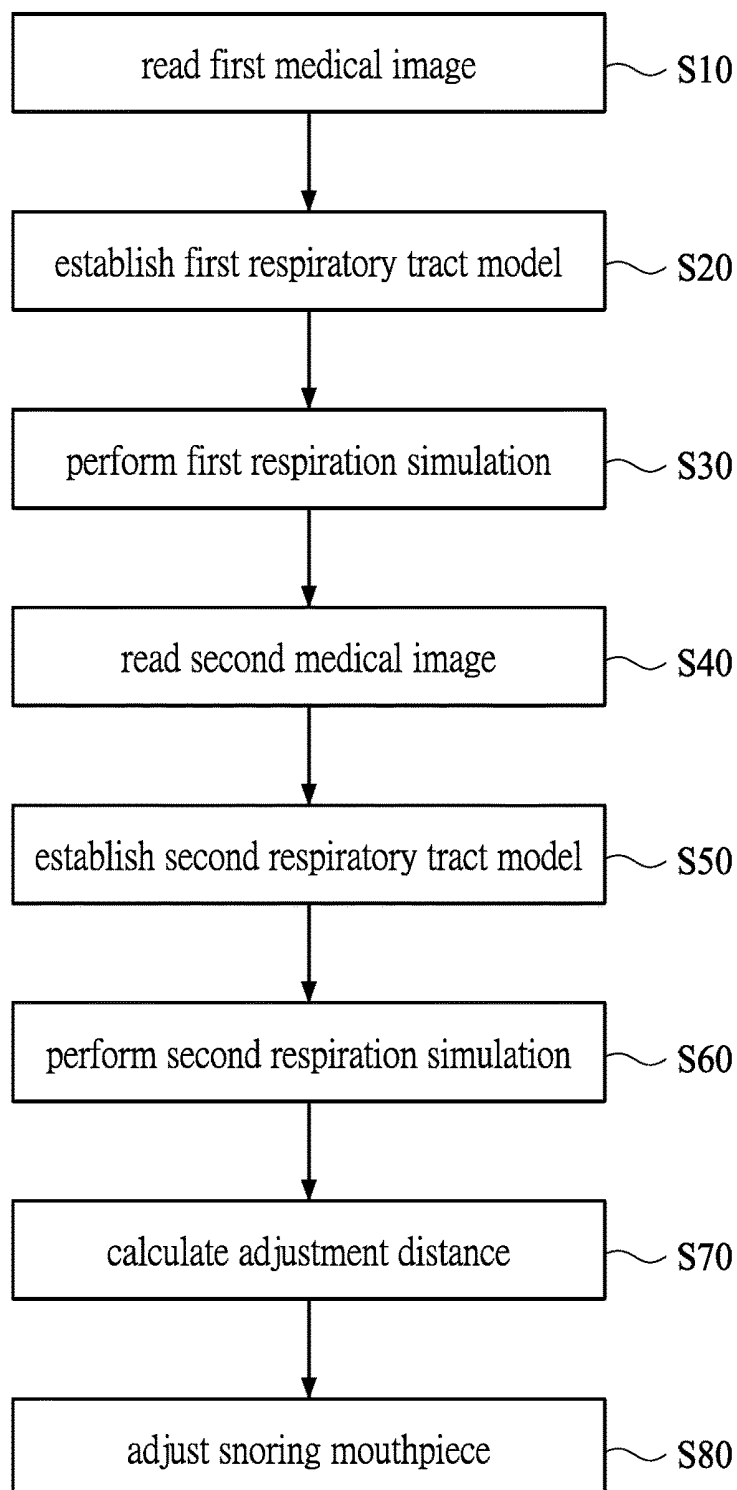 read first medical image S10
establish first respiratory tract model S20
perform first respiration simulation S30
read second medical image S40
establish second respiratory tract model S50
perform second respiration simulation S60
calculate adjustment distance S70
adjust snoring mouthpiece S80